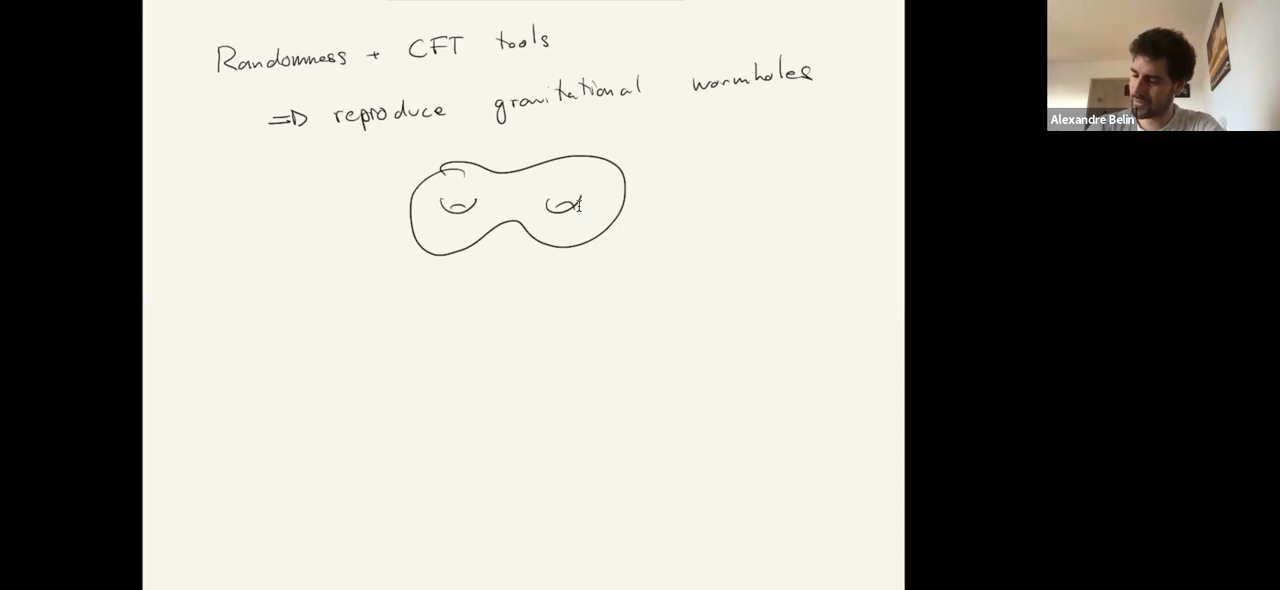 Randomness + CFT tools
⇒ reproduce gravitational wormholes
Alexandre Belin